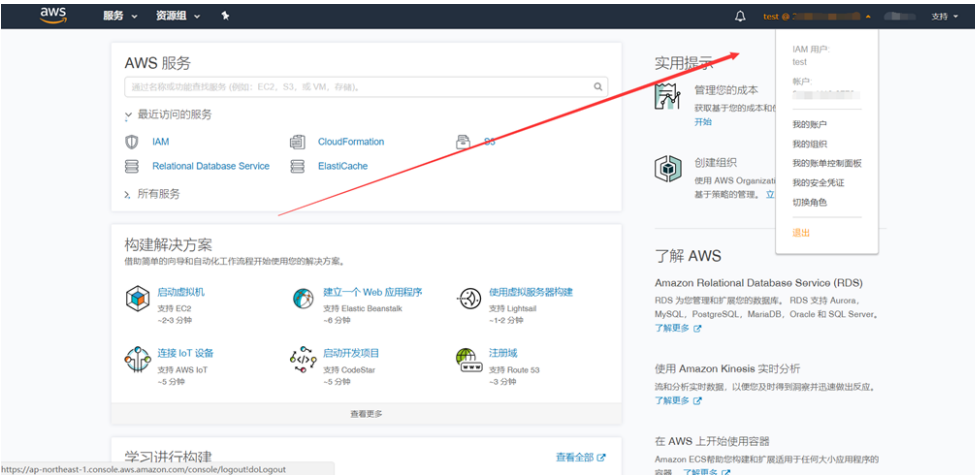 aws 服务 资源组 test @ 支持
AWS 服务
通过名称或功能查找服务 (例如：EC2，S3，或 VM，存储)。
最近访问的服务
IAM CloudFormation
Relational Database Service ElastiCache
所有服务
构建解决方案
借助简单的向导和自动化工作流程开始使用您的解决方案。
启动虚拟机 建立一个 Web 应用程序 使用虚拟服务器构建
支持 EC2 支持 Elastic Beanstalk 支持 Lightsail
~2-3 分钟 ~6 分钟 ~1-2 分钟
连接 IoT 设备 启动开发项目 注册域
支持 AWS IoT 支持 CodeStar 支持 Route 53
~5 分钟 ~5 分钟 ~3 分钟
查看更多
学习进行构建 查看全部
https://ap-northeast-1.console.aws.amazon.com/console/logout!doLogout
实用提示
管理您的成本
获取基于您的成本和
开始
创建组织
使用 AWS Organizati
基于策略的管理。
IAM 用户:
test
帐户:
我的账户
我的组织
我的账单控制面板
我的安全凭证
切换角色
退出
了解 AWS
Amazon Relational Database Service (RDS)
RDS 为您管理和扩展您的数据库。 RDS 支持 Aurora、
MySQL、PostgreSQL、MariaDB、Oracle 和 SQL Server。
了解更多
使用 Amazon Kinesis 实时分析
流和分析实时数据，以便您及时得到洞察并迅速做出反应。
了解更多
在 AWS 上开始使用容器
Amazon ECS帮助您构建和扩展适用于任何大小应用程序的
容器。 了解更多